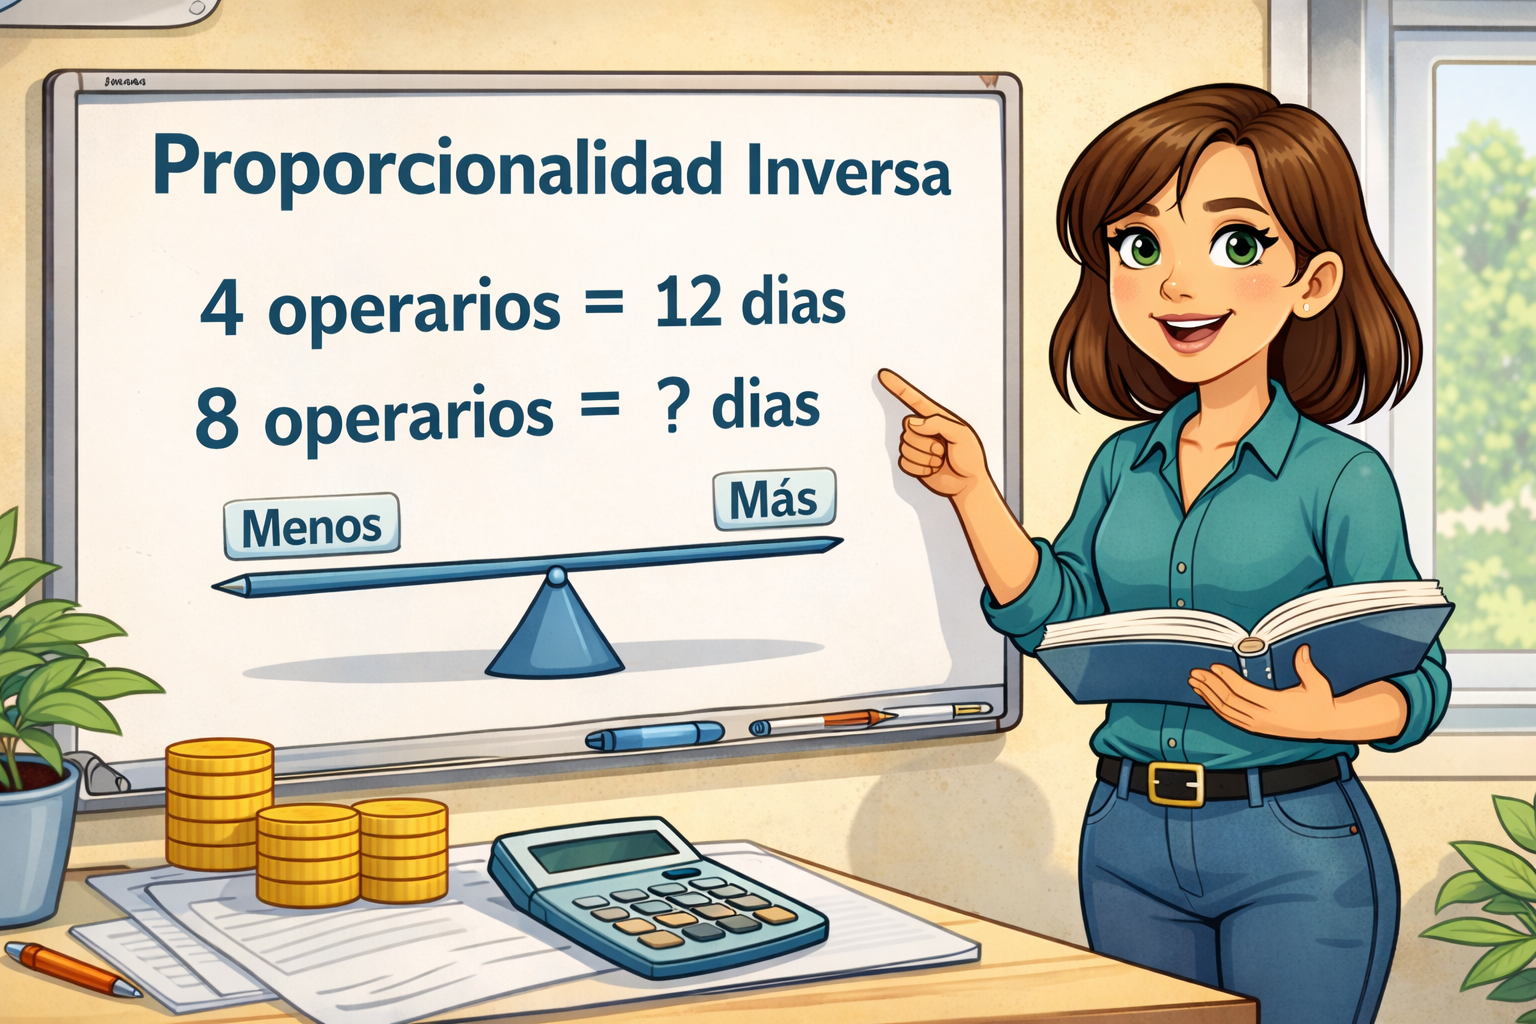 Proporcionalidad Inversa
4 operarios = 12 dias
8 operarios = ? dias
Menos
Más